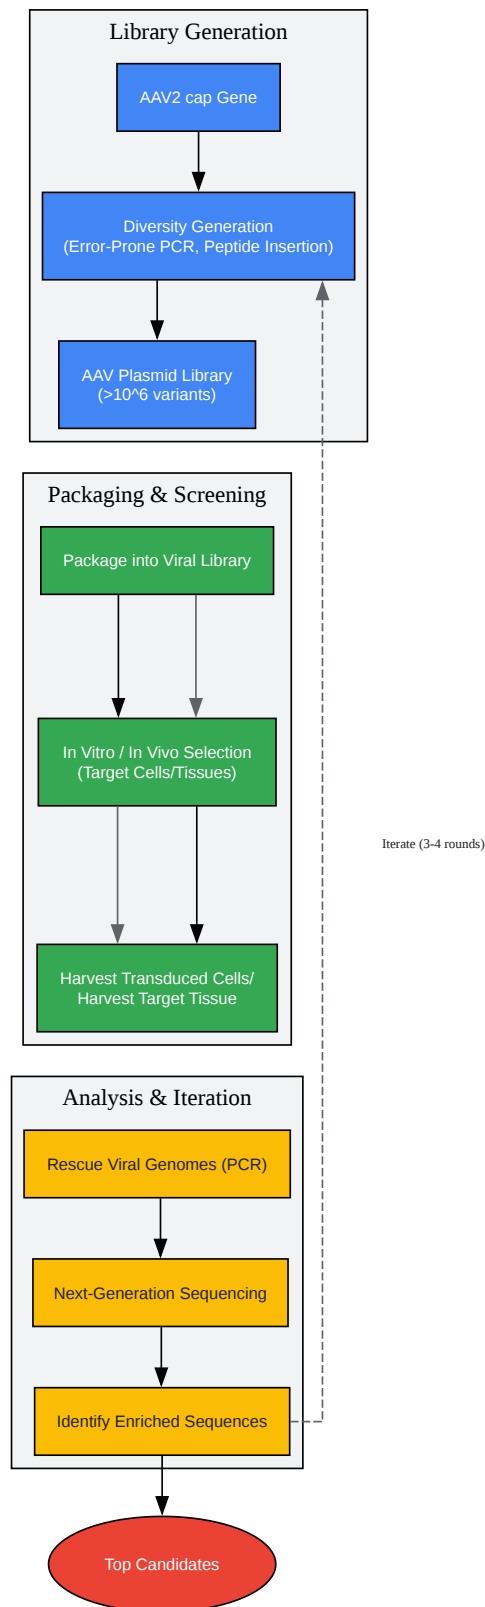 Library Generation
AAV2 cap Gene
Diversity Generation
(Error-Prone PCR, Peptide Insertion)
AAV Plasmid Library
(>10^6 variants)
Packaging & Screening
Package into Viral Library
In Vitro / In Vivo Selection
(Target Cells/Tissues)
Iterate (3-4 rounds)
Harvest Transduced Cells/
Harvest Target Tissue
Analysis & Iteration
Rescue Viral Genomes (PCR)
Next-Generation Sequencing
Identify Enriched Sequences
Top Candidates